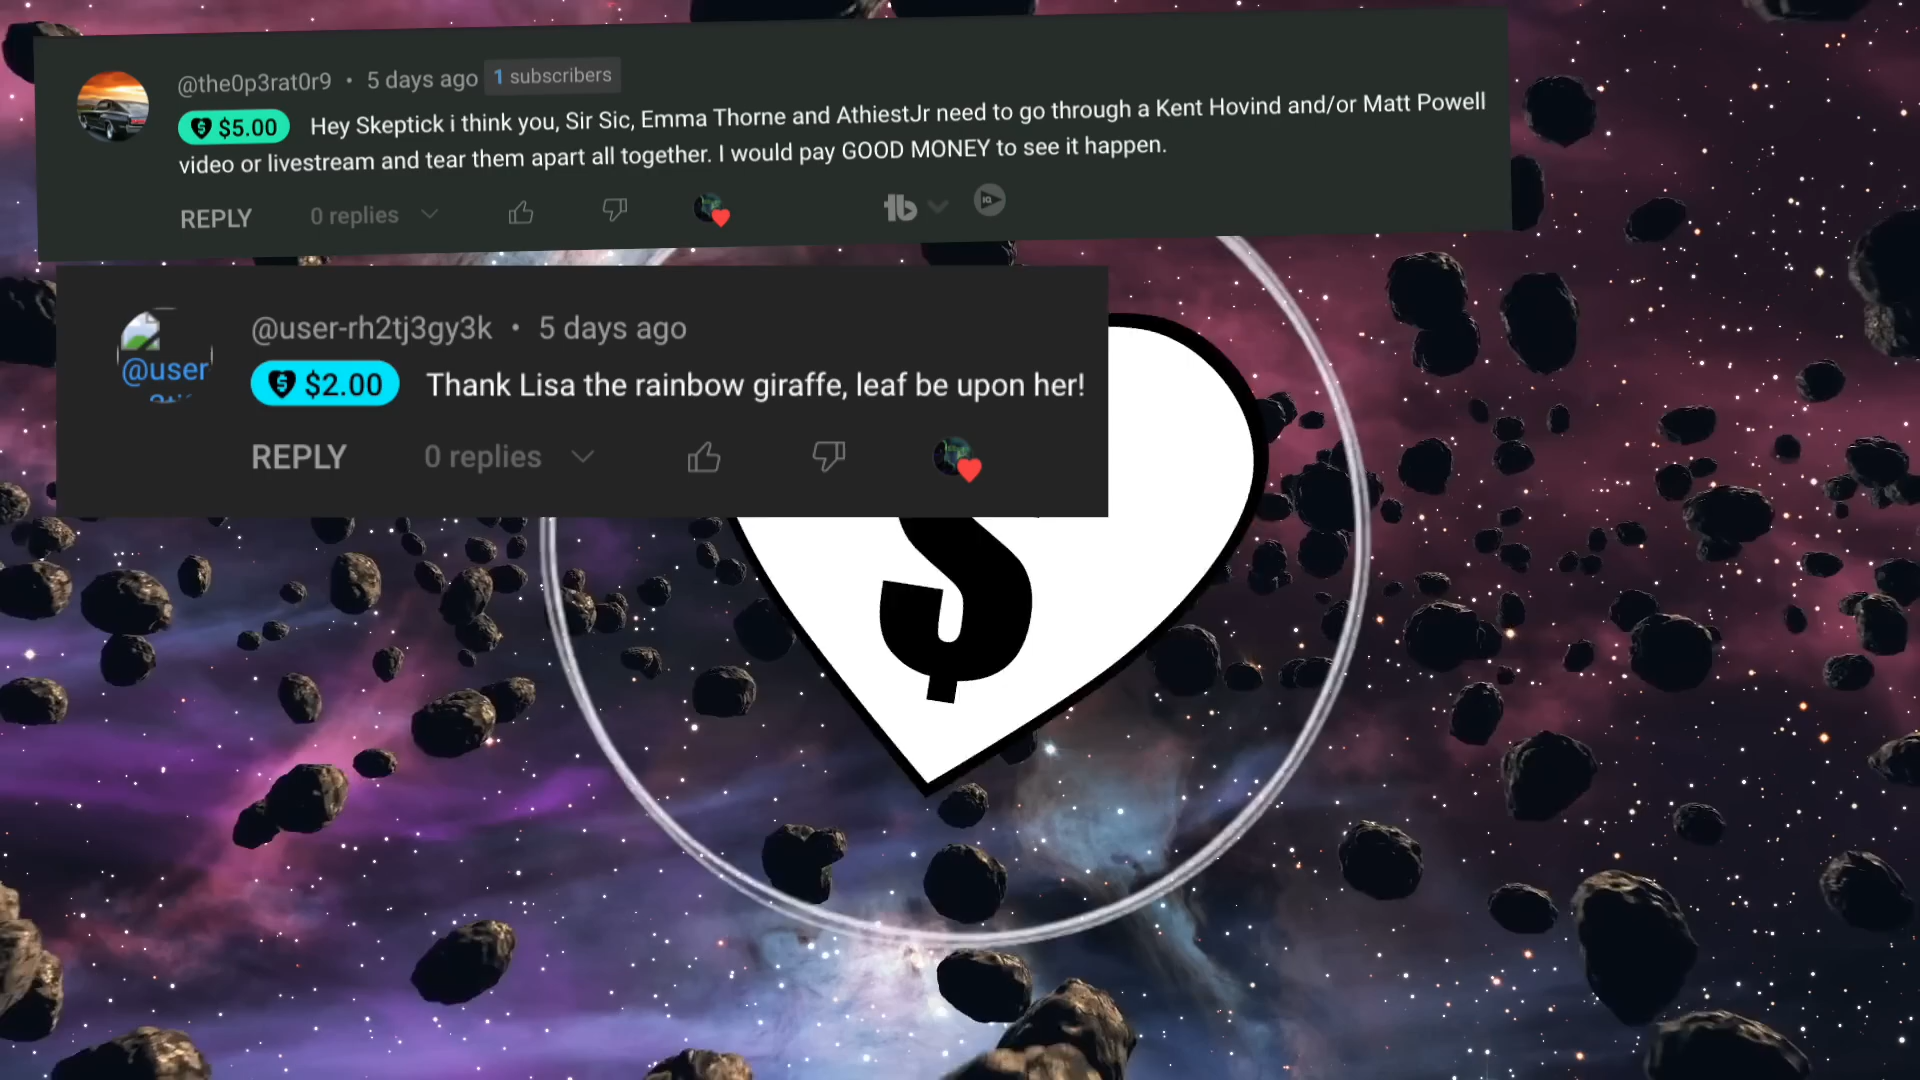 @the0p3rat0r9 • 5 days ago 1 subscribers
$5.00 Hey Skeptick i think you, Sir Sic, Emma Thorne and AthiestJr need to go through a Kent Hovind and/or Matt Powell
video or livestream and tear them apart all together. I would pay GOOD MONEY to see it happen.
REPLY 0 replies
@user-rh2tj3gy3k • 5 days ago
@user
$2.00 Thank Lisa the rainbow giraffe, leaf be upon her!
REPLY 0 replies
$